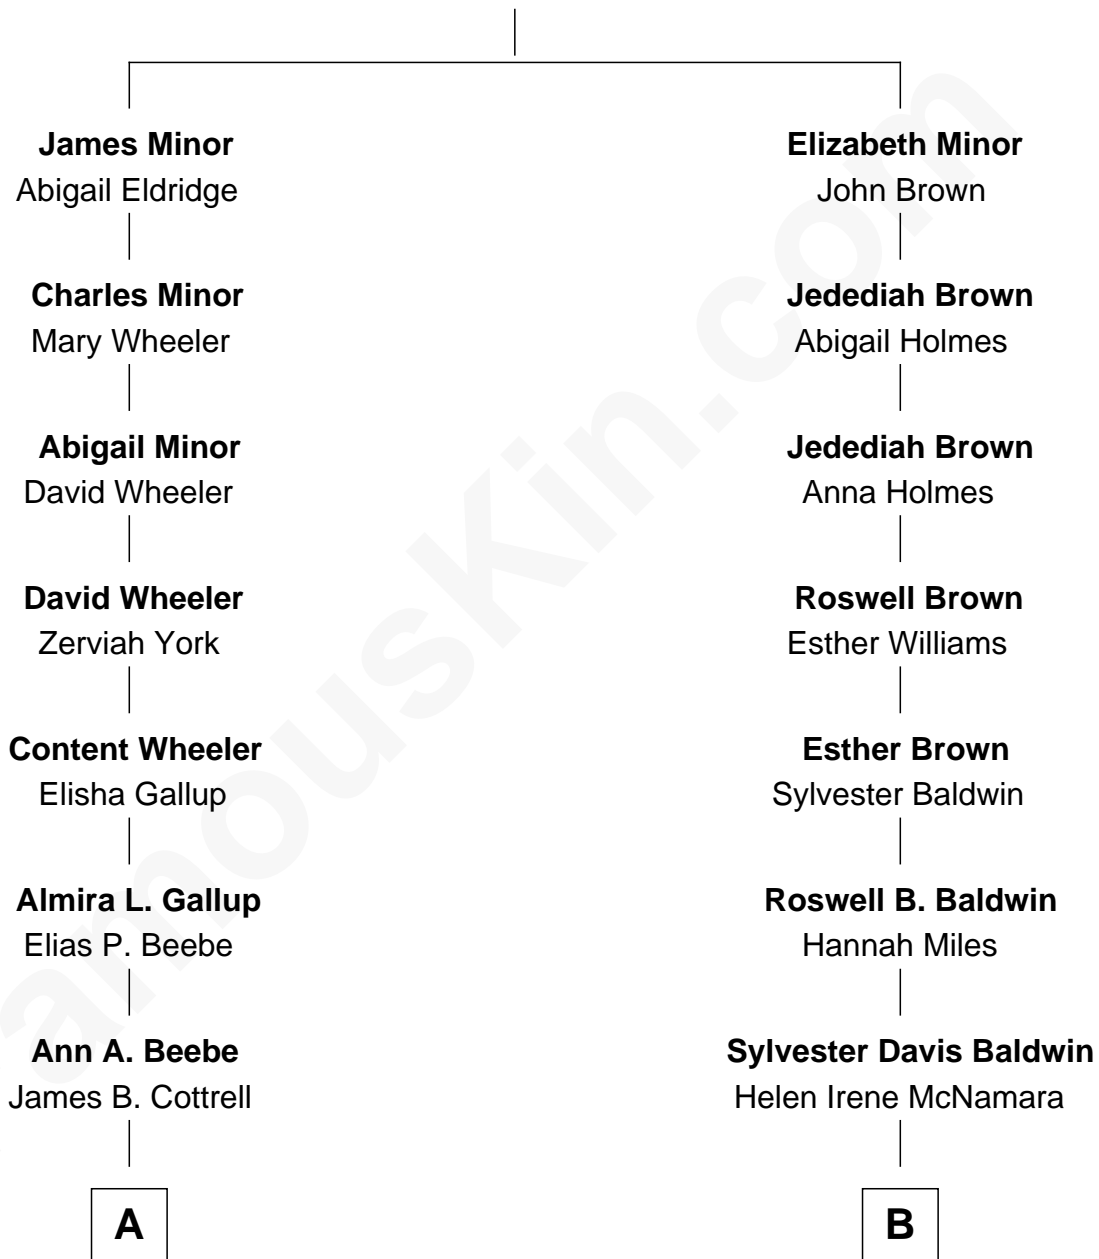 James Minor
Abigail Eldridge
Charles Minor
Mary Wheeler
Abigail Minor
David Wheeler
David Wheeler
Zerviah York
Content Wheeler
Elisha Gallup
Almira L. Gallup
Elias P. Beebe
Ann A. Beebe
James B. Cottrell
A
Elizabeth Minor
John Brown
Jedediah Brown
Abigail Holmes
Jedediah Brown
Anna Holmes
Roswell Brown
Esther Williams
Esther Brown
Sylvester Baldwin
Roswell B. Baldwin
Hannah Miles
Sylvester Davis Baldwin
Helen Irene McNamara
B
amouskin.com